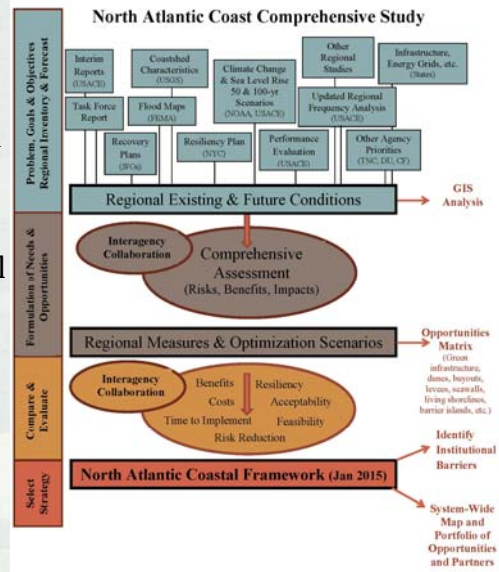 North Atlantic Coast Comprehensive Study
Problem, Goals & Objectives
Regional Inventory & Forecast
Interim
Reports
(USACE)
Coastshed
Characteristics
(USGS)
Climate Change
& Sea Level Rise
50 & 100-yr
Scenarios
(NOAA, USACE)
Other
Regional
Studies
Infrastructure,
Energy Grids, etc.
(States)
Task Force
Report
Flood Maps
(FEMA)
Updated Regional
Frequency Analysis
(USACE)
Recovery
Plans
(JFOs)
Resiliency Plan
(NYC)
Performance
Evaluation
(USACE)
Other Agency
Priorities
(TNC, DU, CF)
Regional Existing & Future Conditions
GIS
Analysis
Formulation of Needs &
Opportunities
Interagency
Collaboration
Comprehensive
Assessment
(Risks, Benefits, Impacts)
l
Regional Measures & Optimization Scenarios
Opportunities
Matrix
(Green
infrastructure,
dunes, buyouts,
levees, seawalls,
living shorelines,
barrier islands, etc.)
Compare &
Evaluate
Interagency
Collaboration
Benefits
Resiliency
Costs
Acceptability
Time to Implement
Feasibility
Risk Reduction
Identify
Institutional
Barriers
Select
Strategy
North Atlantic Coastal Framework (Jan 2015)
System-Wide
Map and
Portfolio of
Opportunities
and Partners